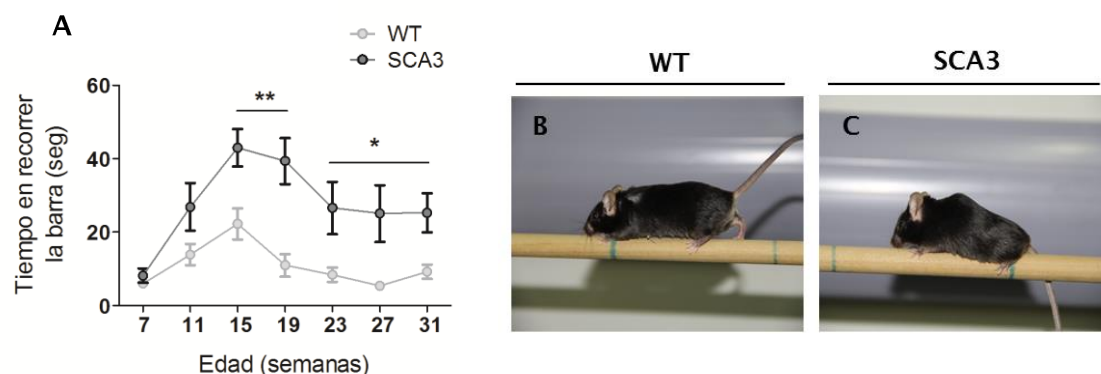 A
WT
SCA3
60
40
20
0
**
*
Tiempo en recorrer
la barra (seg)
7 11 15 19 23 27 31
Edad (semanas)
WT
SCA3
B
C